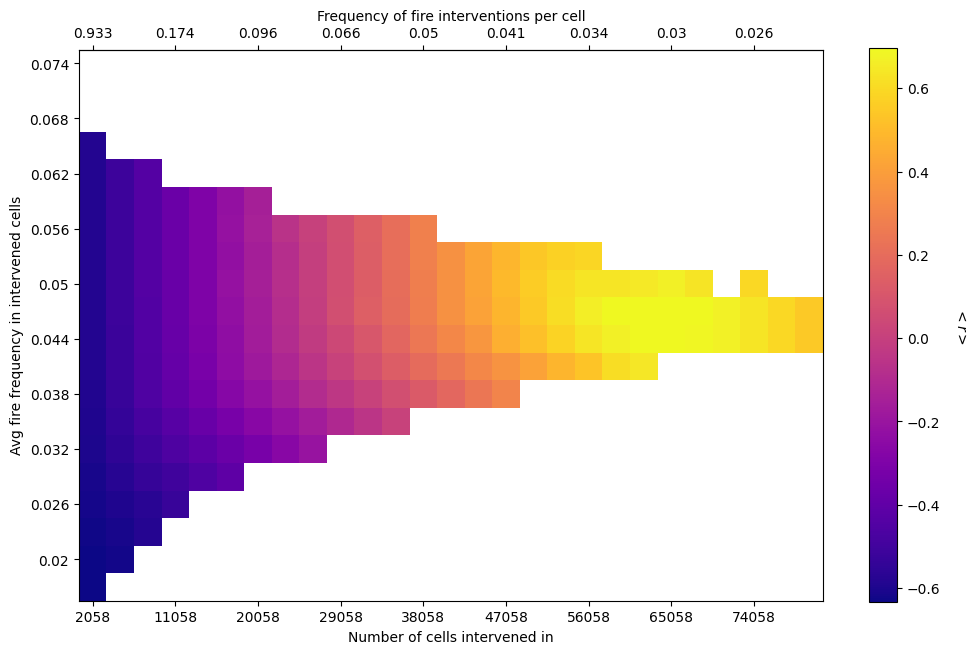 Frequency of fire interventions per cell
0.933 0.174 0.096 0.066 0.05 0.041 0.034 0.03 0.026
Avg fire frequency in intervened cells
0.074
0.068
0.062
0.056
0.05
0.044
0.038
0.032
0.026
0.02
2058 11058 20058 29058 38058 47058 56058 65058 74058
Number of cells intervened in
0.6
0.4
0.2
0.0
−0.2
−0.4
−0.6
< r >